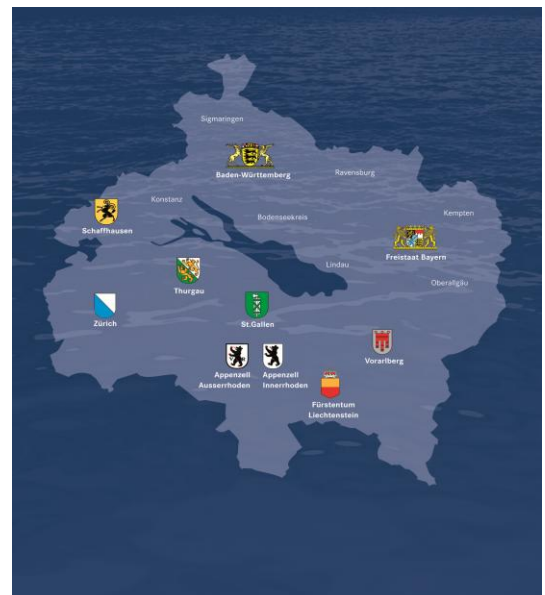 Sigmaringen
Baden-Württemberg
Ravensburg
Konstanz
Schaffhausen
Bodenseekreis
Kempten
Freistaat Bayern
Lindau
Oberallgäu
Thurgau
Zürich
St.Gallen
Vorarlberg
Appenzell
Ausserrhoden
Appenzell
Innerrhoden
Fürstentum
Liechtenstein